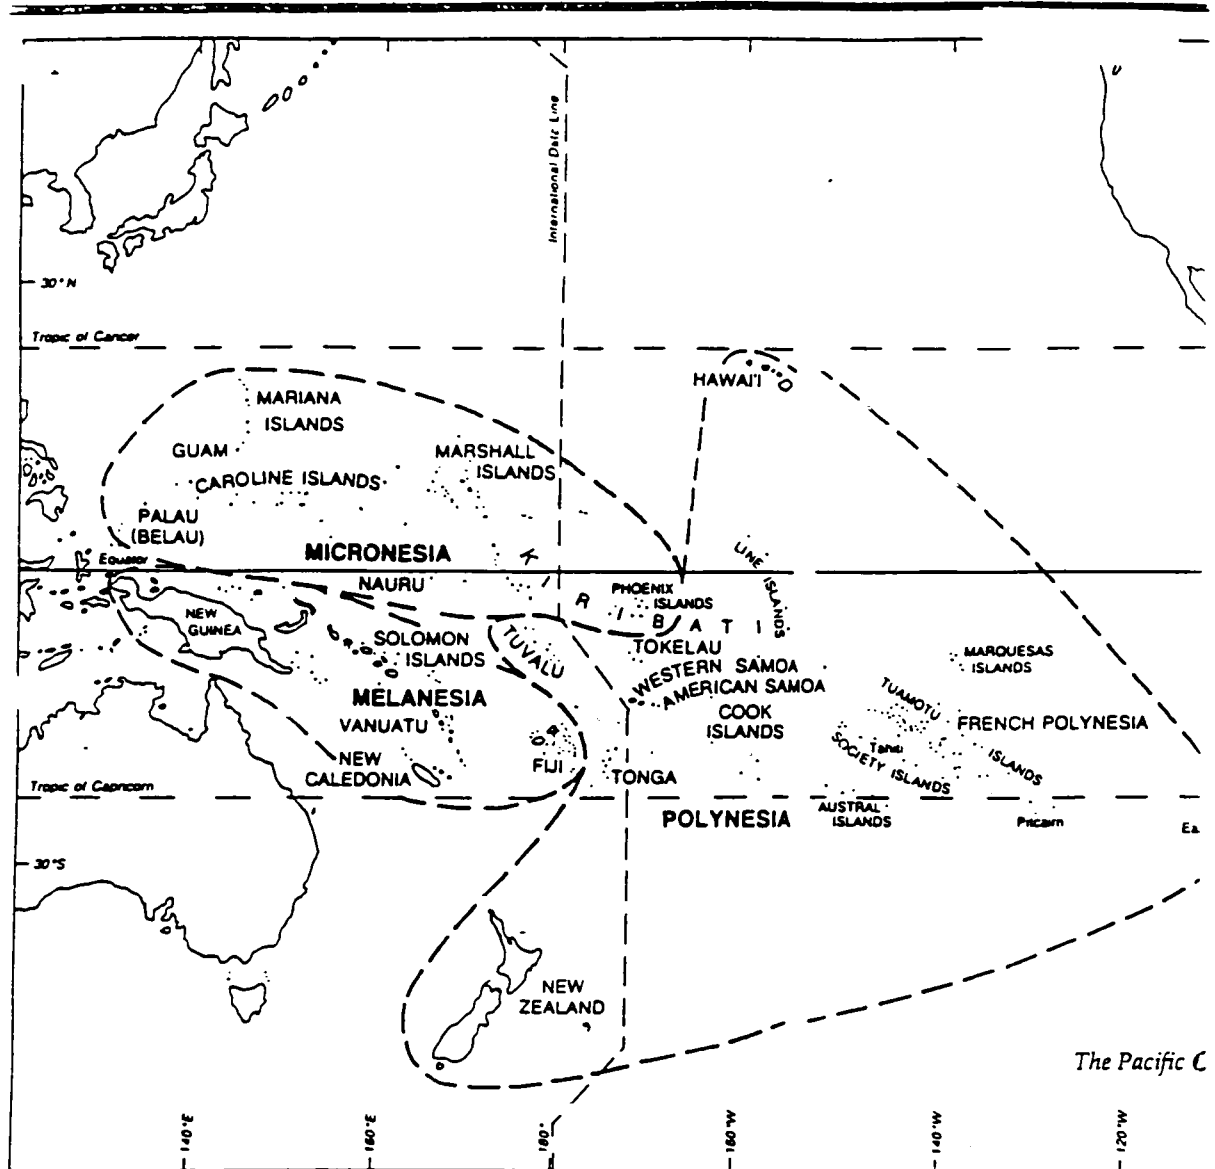 International Date Line
30°N
Tropic of Cancer
HAWAI'I
MARIANA
ISLANDS
GUAM
MARSHALL
ISLANDS
CAROLINE ISLANDS
PALAU
(BELAU)
MICRONESIA
Equator
NAURU
K I R I B A T I
LINE ISLANDS
PHOENIX
ISLANDS
NEW
GUINEA
SOLOMON
ISLANDS
TUVALU
TOKELAU
WESTERN SAMOA
AMERICAN SAMOA
MARQUESAS
ISLANDS
MELANESIA
VANUATU
COOK
ISLANDS
TUAMOTU
ISLANDS
FRENCH POLYNESIA
Tahiti
SOCIETY ISLANDS
NEW
CALEDONIA
FIJI
TONGA
Tropic of Capricorn
POLYNESIA
AUSTRAL
ISLANDS
Pitcairn
Ea
30°S
NEW
ZEALAND
The Pacific
140°E
160°E
180°
160°W
140°W
120°W